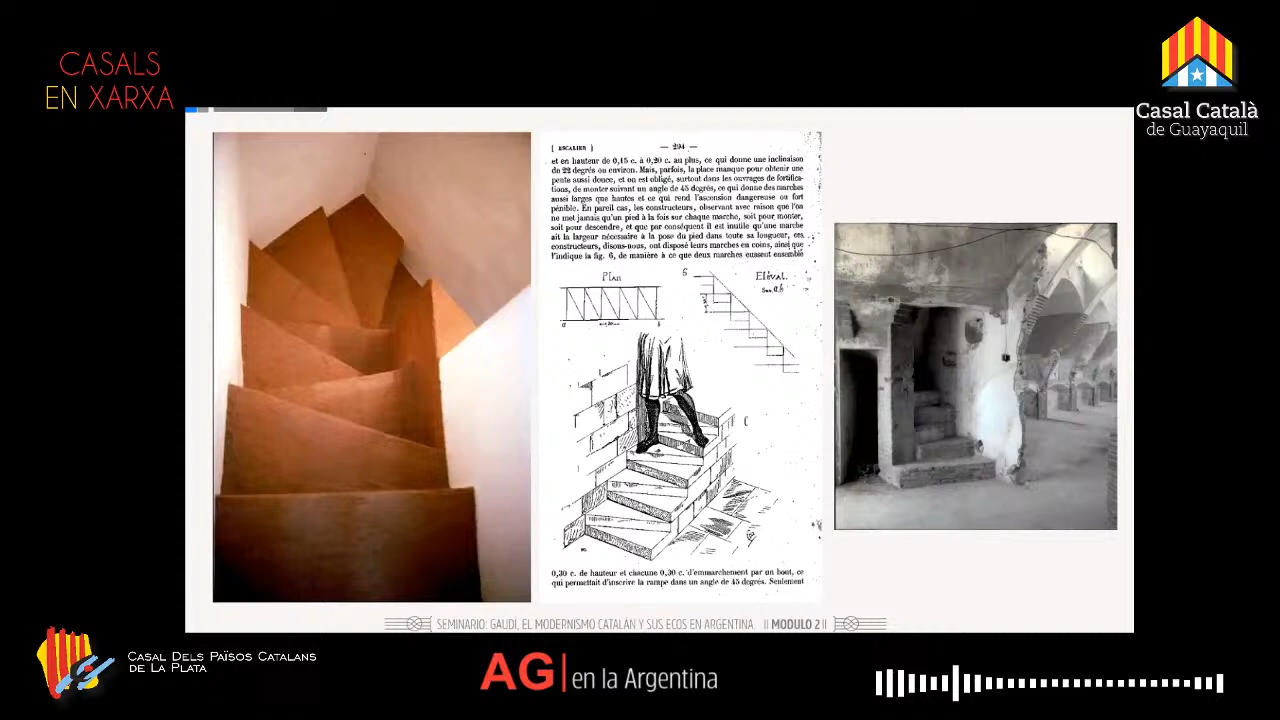 CASALS
EN XARXA
Casal Català
de Guayaquil
[ ESCALIER ]
— 294 —
et en hauteur de 0,15 c. à 0,20 c. au plus, ce qui donne une inclinaison
de 22 degrés ou environ. Mais, parfois, la place manque pour obtenir une
pente aussi douce, et on est obligé, surtout dans les ouvrages de fortifica-
tions, de monter suivant un angle de 45 degrés, ce qui donne des marches
aussi larges que hautes et ce qui rend l'ascension dangereuse ou fort
pénible. En pareil cas, les constructeurs, observant avec raison que l'on
ne met jamais qu'un pied à la fois sur chaque marche, soit pour monter,
soit pour descendre, et que par conséquent il est inutile qu'une marche
ait la largeur nécessaire à la pose du pied dans toute sa longueur, ces
constructeurs, disons-nous, ont disposé leurs marches en coins, ainsi que
l'indique la fig. 6, de manière à ce que deux marches eussent ensemble
Plan
6
Elévat.
Sur a.b
a
b
C
0,30 c. de hauteur et chacune 0,30 c. d'emmarchement par un bout, ce
qui permettait d'inscrire la rampe dans un angle de 45 degrés. Seulement
SEMINARIO: GAUDÍ, EL MODERNISMO CATALÁN Y SUS ECOS EN ARGENTINA || MODULO 2 ||
CASAL DELS PAÏSOS CATALANS
DE LA PLATA
AG | en la Argentina